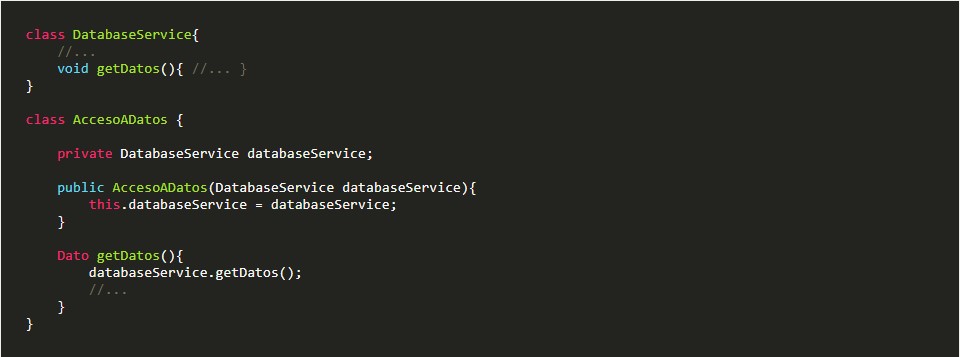 class DatabaseService{
    //...
    void getDatos(){ //... }
}
class AccesoADatos {
    private DatabaseService databaseService;
    public AccesoADatos(DatabaseService databaseService){
        this.databaseService = databaseService;
    }
    Dato getDatos(){
        databaseService.getDatos();
        //...
    }
}